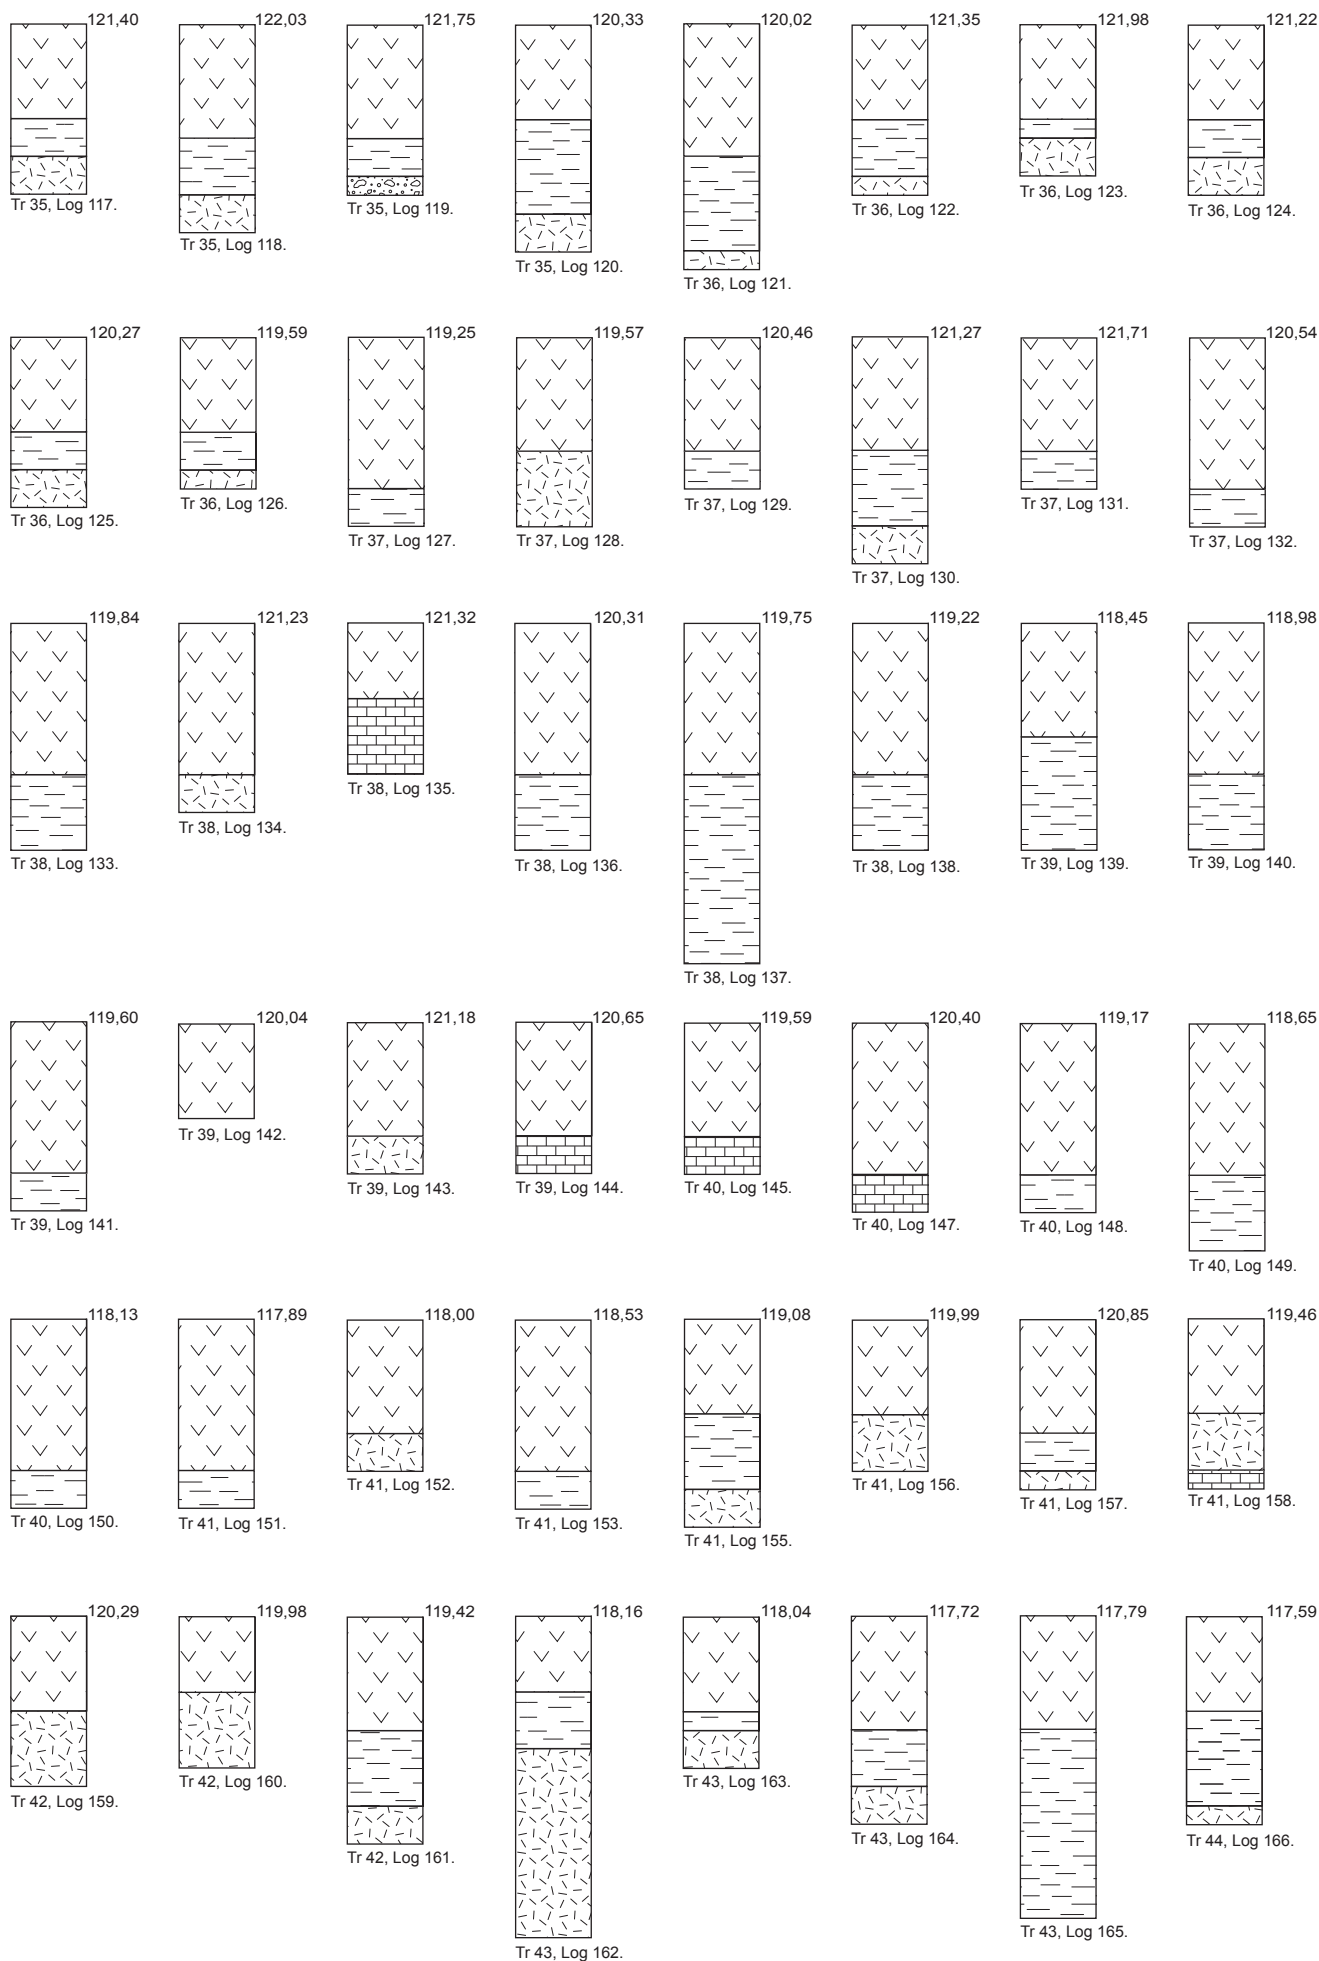 121,40 122,03 121,75 120,33 120,02 121,35 121,98 121,22
Tr 35, Log 117. Tr 35, Log 118. Tr 35, Log 119. Tr 35, Log 120. Tr 36, Log 121. Tr 36, Log 122. Tr 36, Log 123. Tr 36, Log 124.
120,27 119,59 119,25 119,57 120,46 121,27 121,71 120,54
Tr 36, Log 125. Tr 36, Log 126. Tr 37, Log 127. Tr 37, Log 128. Tr 37, Log 129. Tr 37, Log 130. Tr 37, Log 131. Tr 37, Log 132.
119,84 121,23 121,32 120,31 119,75 119,22 118,45 118,98
Tr 38, Log 133. Tr 38, Log 134. Tr 38, Log 135. Tr 38, Log 136. Tr 38, Log 137. Tr 38, Log 138. Tr 39, Log 139. Tr 39, Log 140.
119,60 120,04 121,18 120,65 119,59 120,40 119,17 118,65
Tr 39, Log 141. Tr 39, Log 142. Tr 39, Log 143. Tr 39, Log 144. Tr 40, Log 145. Tr 40, Log 147. Tr 40, Log 148. Tr 40, Log 149.
118,13 117,89 118,00 118,53 119,08 119,99 120,85 119,46
Tr 40, Log 150. Tr 41, Log 151. Tr 41, Log 152. Tr 41, Log 153. Tr 41, Log 155. Tr 41, Log 156. Tr 41, Log 157. Tr 41, Log 158.
120,29 119,98 119,42 118,16 118,04 117,72 117,79 117,59
Tr 42, Log 159. Tr 42, Log 160. Tr 42, Log 161. Tr 43, Log 162. Tr 43, Log 163. Tr 43, Log 164. Tr 43, Log 165. Tr 44, Log 166.